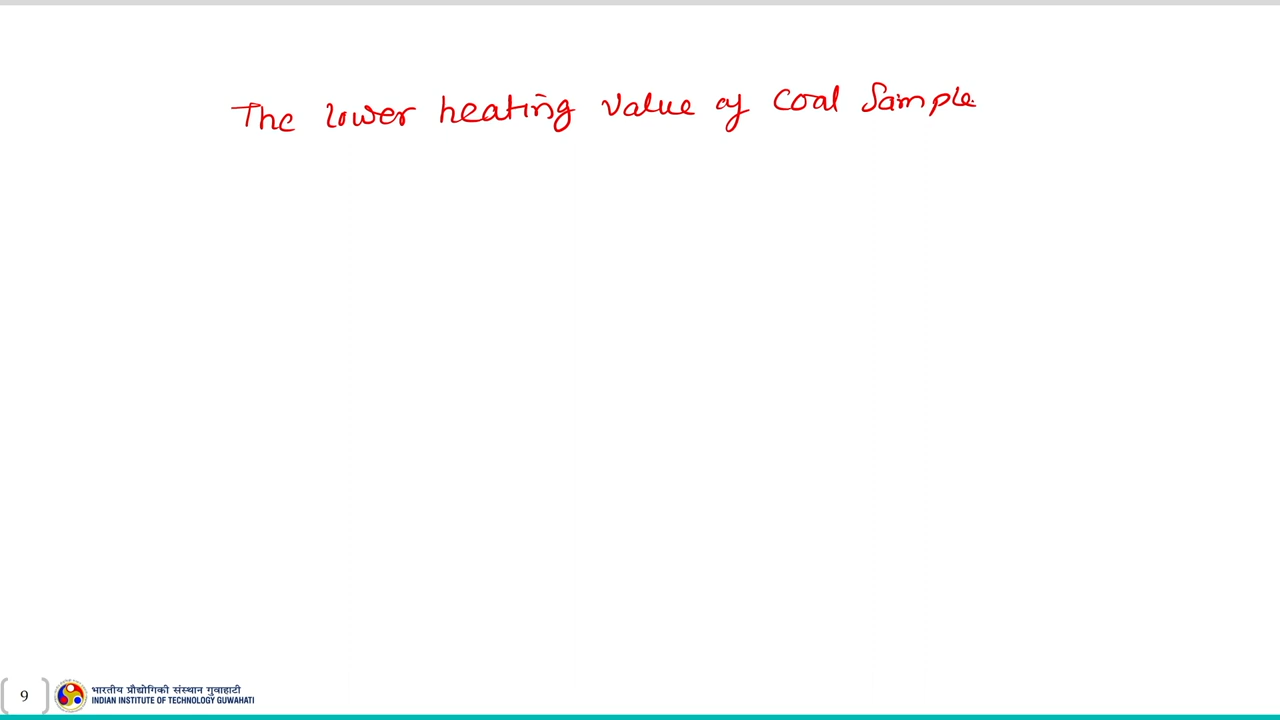 The lower heating value of coal Sample
9
भारतीय प्रौद्योगिकी संस्थान गुवाहाटी
INDIAN INSTITUTE OF TECHNOLOGY GUWAHATI